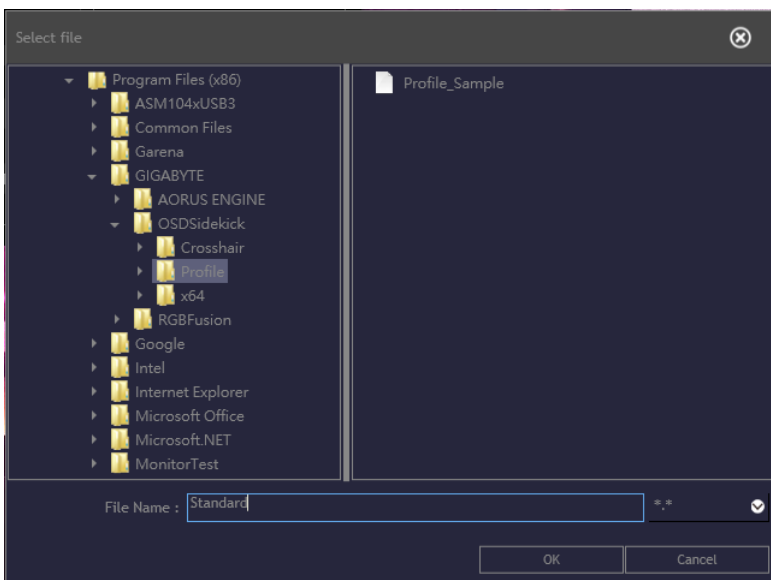 Select file
Program Files (x86)
ASM104xUSB3
Common Files
Garena
GIGABYTE
AORUS ENGINE
OSDSidekick
Crosshair
Profile
x64
RGBFusion
Google
Intel
Internet Explorer
Microsoft Office
Microsoft.NET
MonitorTest
Profile_Sample
File Name : Standard *.*
OK Cancel